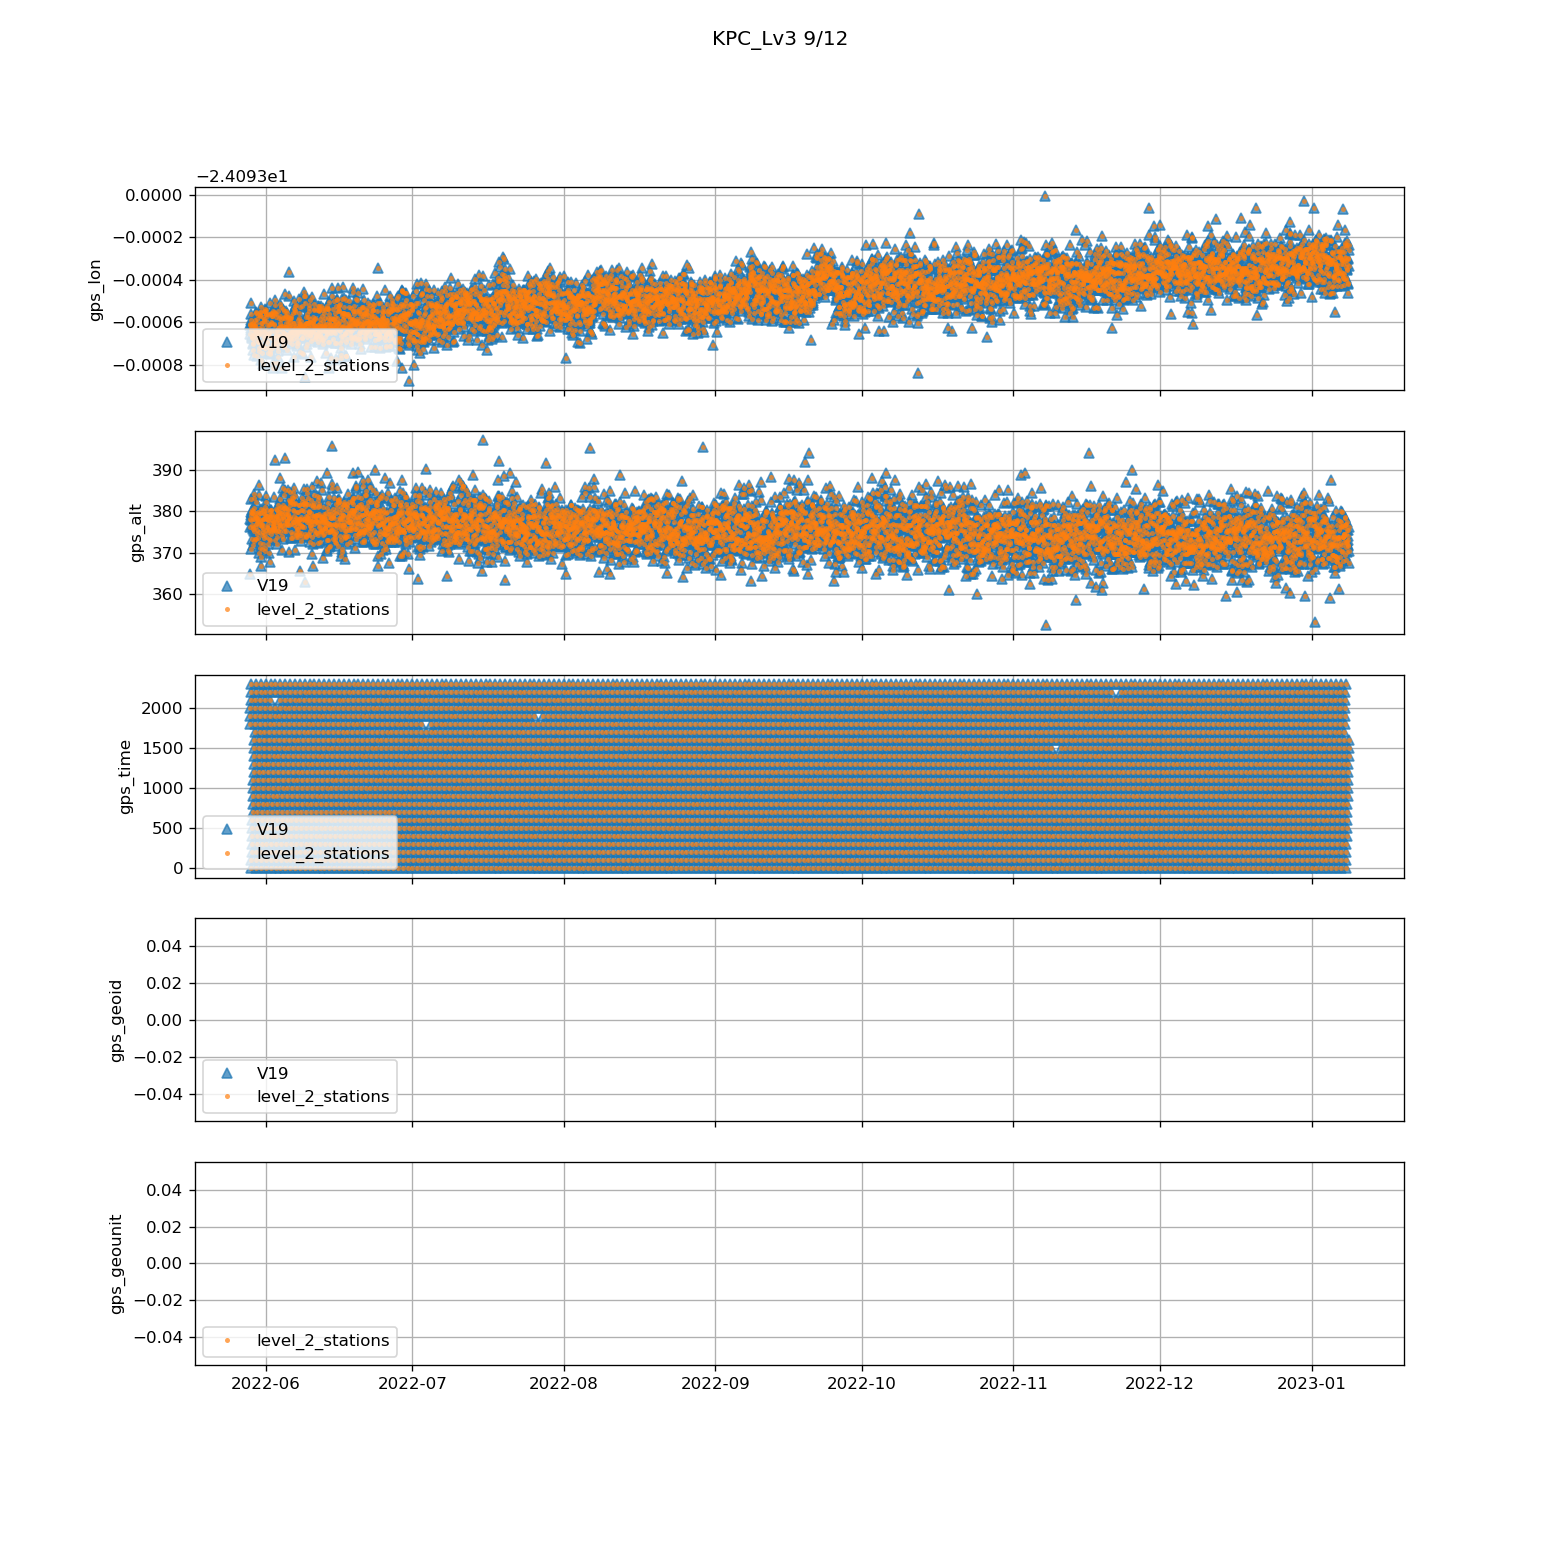 KPC_Lv3 9/12
−2.4093e1
0.0000
−0.0002
−0.0004
−0.0006
−0.0008
gps_lon
V19
level_2_stations
390
380
370
360
gps_alt
V19
level_2_stations
2000
1500
1000
500
0
gps_time
V19
level_2_stations
0.04
0.02
0.00
−0.02
−0.04
gps_geoid
V19
level_2_stations
0.04
0.02
0.00
−0.02
−0.04
gps_geounit
level_2_stations
2022-06 2022-07 2022-08 2022-09 2022-10 2022-11 2022-12 2023-01